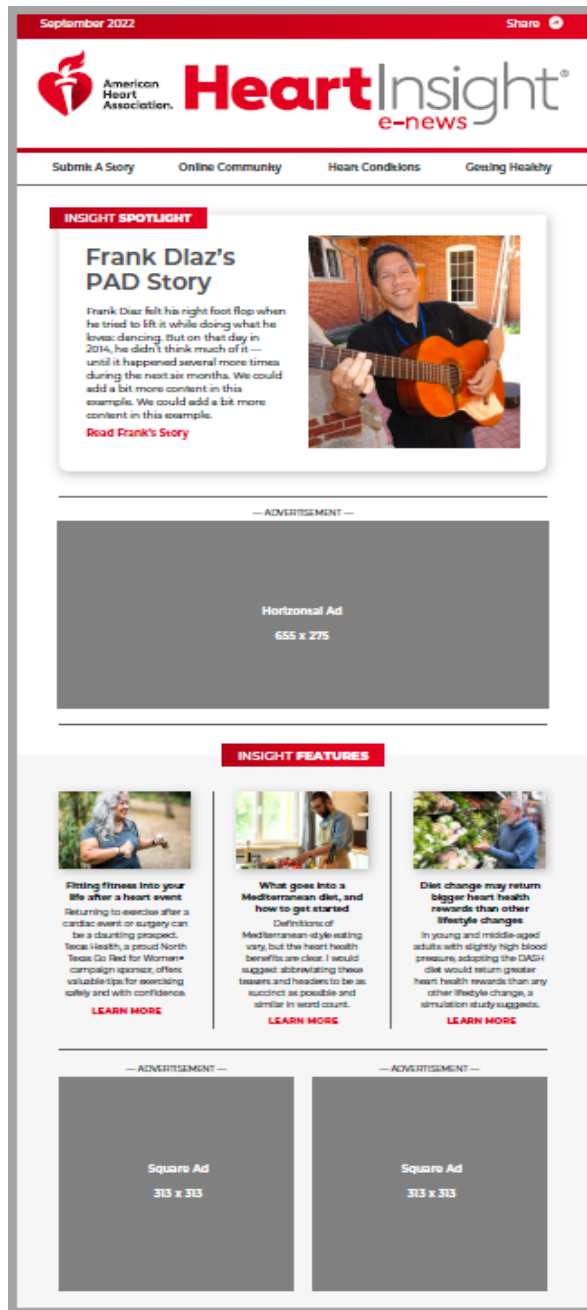 September 2022
Share
American
Heart
Association.
HeartInsight®
e-news
Submit A Story
Online Community
Heart Conditions
Getting Healthy
INSIGHT SPOTLIGHT
Frank Diaz's
PAD Story
Frank Diaz felt his right foot flop when
he tried to lift it while doing what he
loves: dancing. But on that day in
2014, he didn't think much of it —
until it happened several more times
during the next six months. We could
add a bit more content in this
example. We could add a bit more
content in this example.
Read Frank's Story
— ADVERTISEMENT —
Horizontal Ad
655 x 275
INSIGHT FEATURES
Fitting fitness into your
life after a heart event
Returning to exercise after a
cardiac event or surgery can
be a daunting prospect.
Texas Health, a proud North
Texas Go Red for Women®
campaign sponsor, offers
valuable tips for exercising
safely and with confidence.
LEARN MORE
What goes into a
Mediterranean diet, and
how to get started
Definitions of
Mediterranean-style eating
vary, but the heart health
benefits are clear. I would
suggest abbreviating these
teasers and headers to be as
succinct as possible and
similar in word count.
LEARN MORE
Diet change may return
bigger heart health
rewards than other
lifestyle changes
In young and middle-aged
adults with slightly high blood
pressure, adopting the DASH
diet would return greater
heart health rewards than any
other lifestyle change, a
simulation study suggests.
LEARN MORE
— ADVERTISEMENT —
Square Ad
313 x 313
— ADVERTISEMENT —
Square Ad
313 x 313